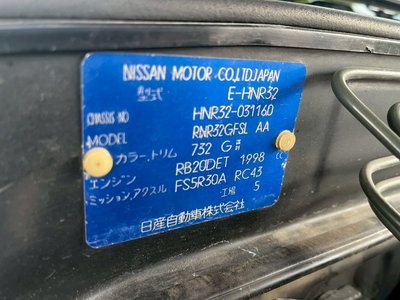 NISSAN MOTOR CO.,LTD.JAPAN
型式 E-HNR32
CHASSIS NO HNR32-031160
MODEL RNR32GFSL AA
カラー,トリム 732 G
エンジン RB20DET 1998 CC
ミッション,アクスル FS5R30A RC43
工場 5
日産自動車株式会社